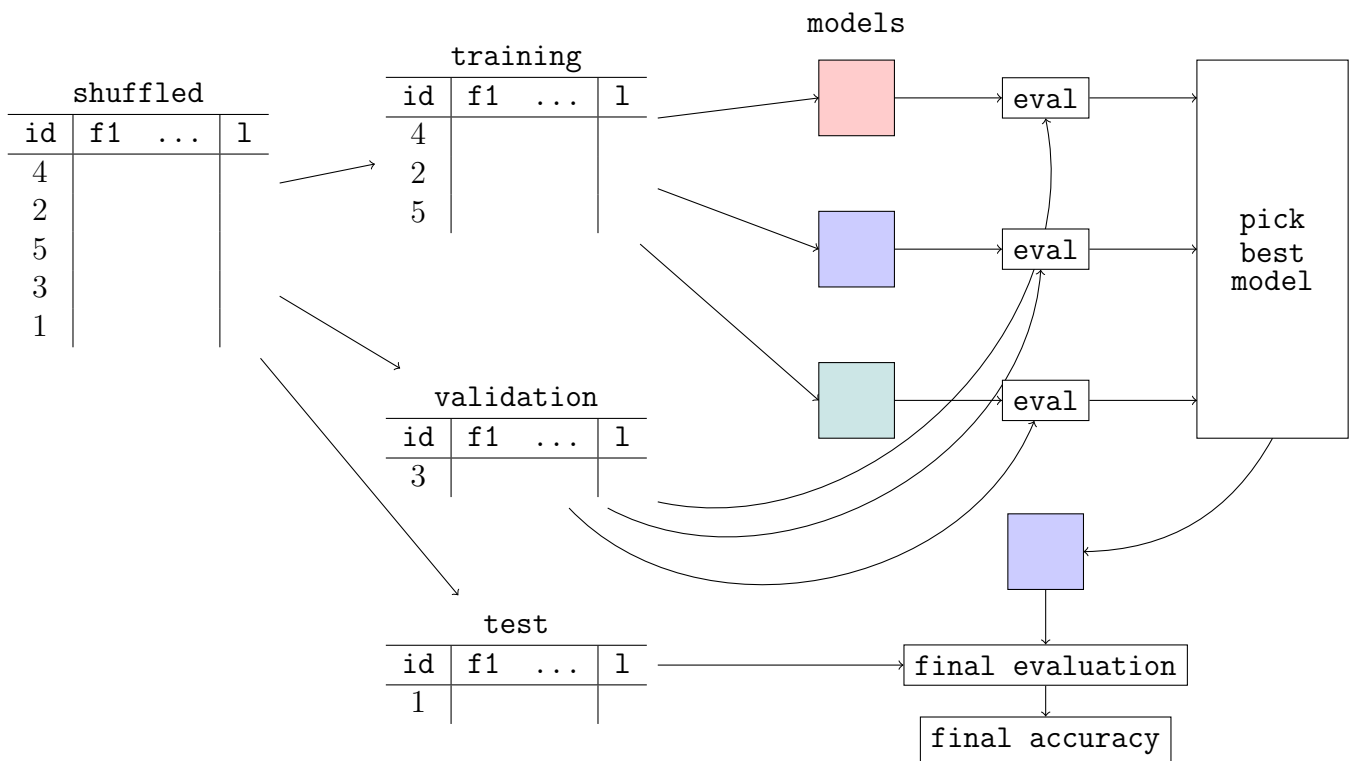 shuffled
id f1 ... l
4
2
5
3
1
training
id f1 ... l
4
2
5
validation
id f1 ... l
3
test
id f1 ... l
1
models
eval
eval
eval
pick
best
model
final evaluation
final accuracy